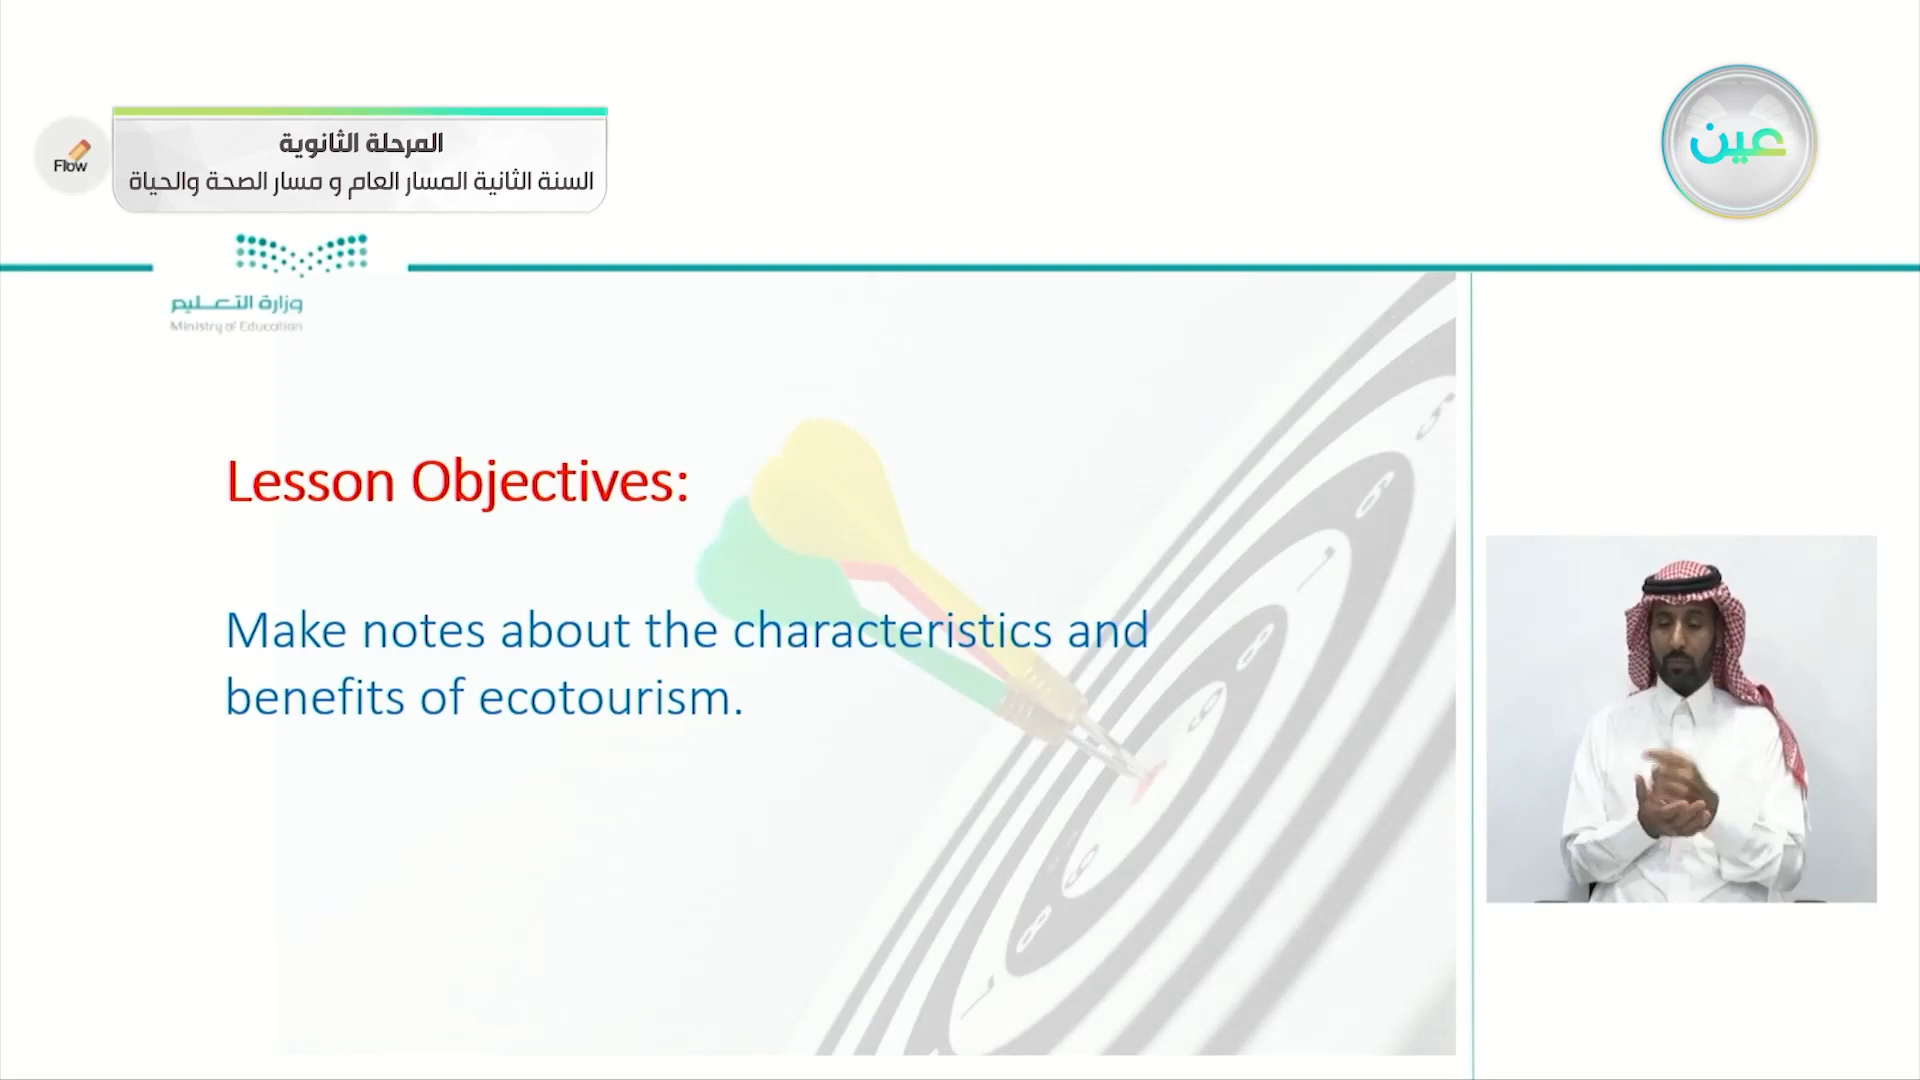 المرحلة الثانوية
السنة الثانية المسار العام و مسار الصحة والحياة
Flow
عين
وزارة التعليم
Ministry of Education
Lesson Objectives:
Make notes about the characteristics and
benefits of ecotourism.